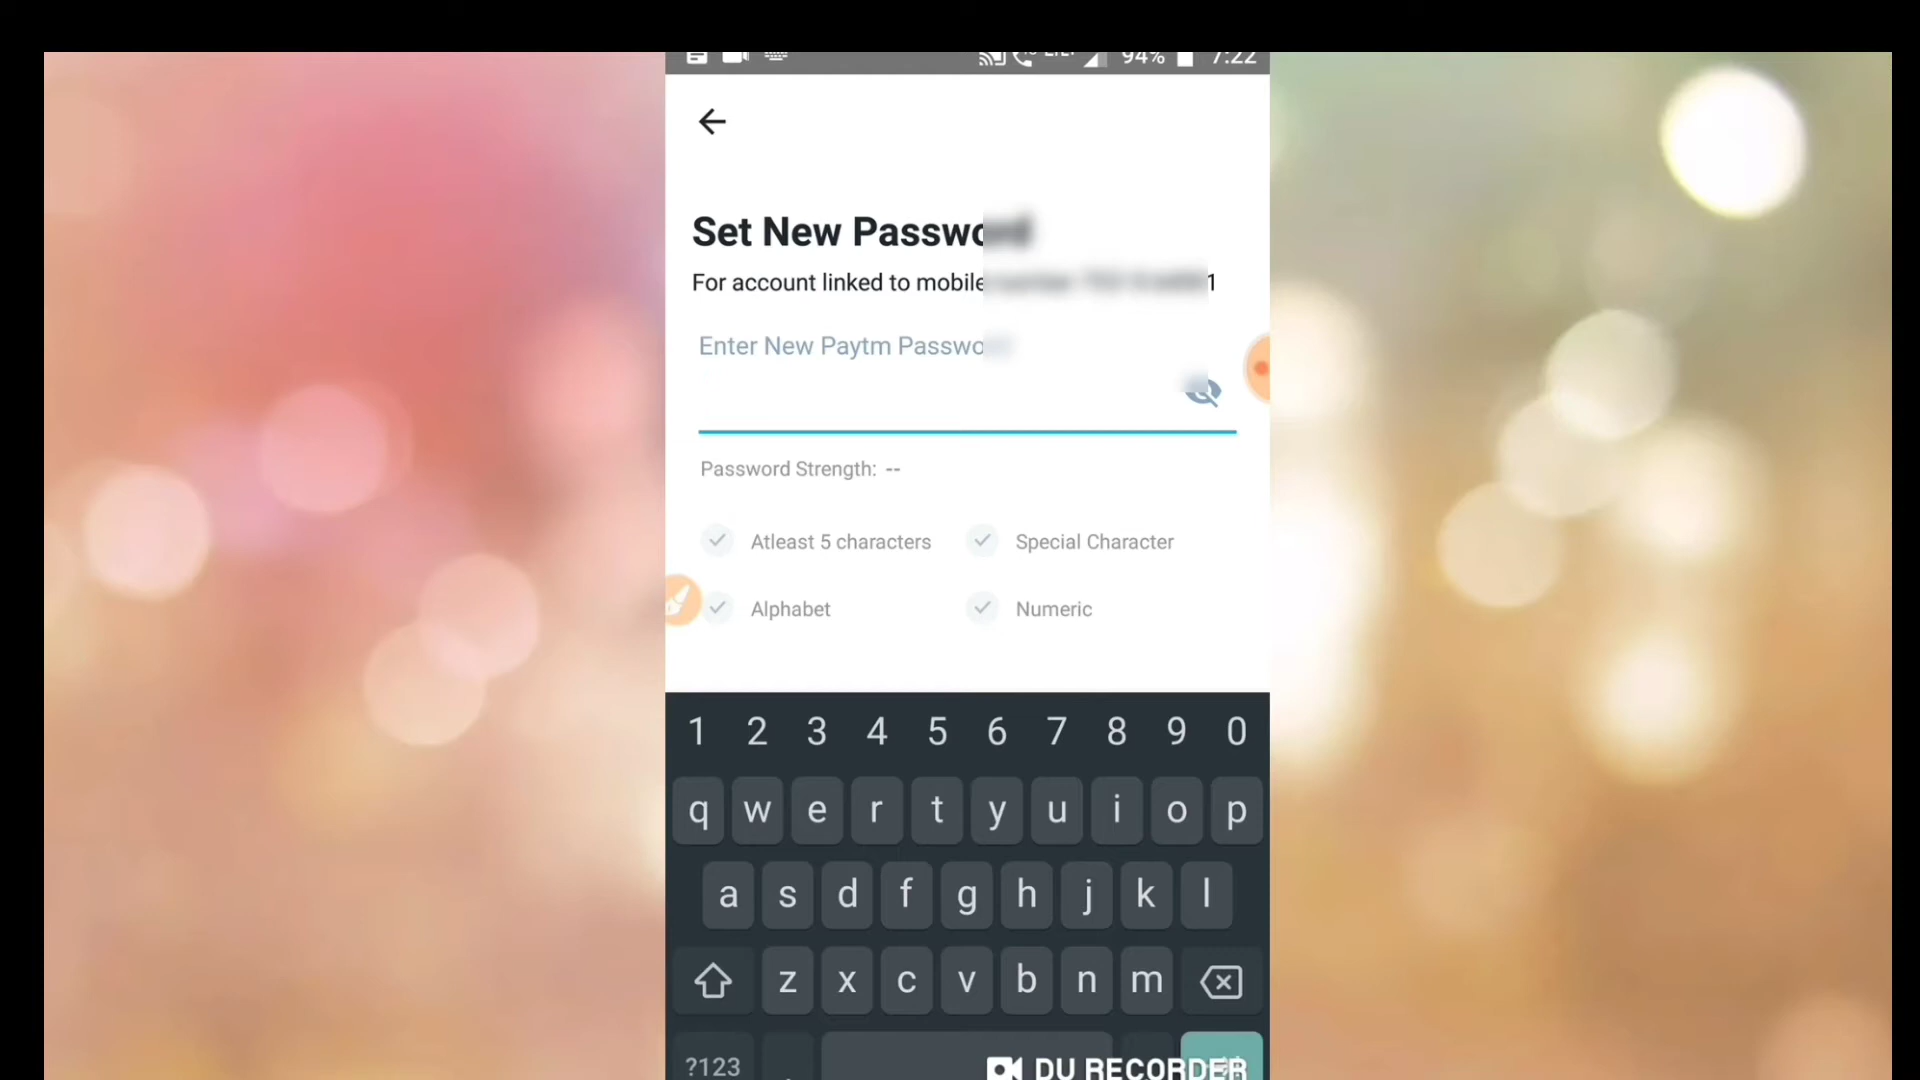 94% 7:22
Set New Passwo
For account linked to mobile 1
Enter New Paytm Passwo
Password Strength: --
Atleast 5 characters Special Character
Alphabet Numeric
1 2 3 4 5 6 7 8 9 0
q w e r t y u i o p
a s d f g h j k l
z x c v b n m
?123
DU RECORDER